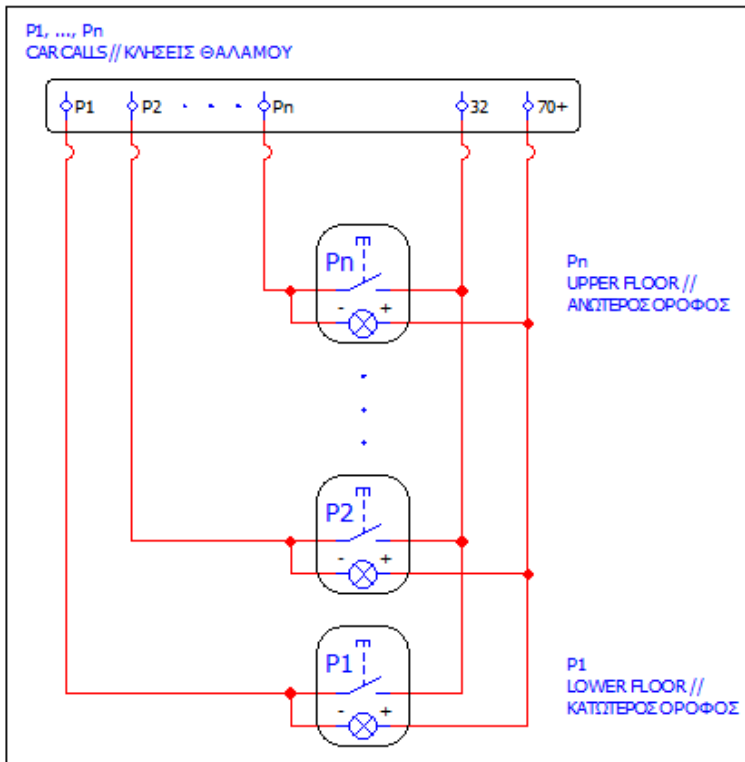 P1, ..., Pn
CAR CALLS // ΚΛΗΣΕΙΣ ΘΑΛΑΜΟΥ
P1 P2 . . . Pn 32 70+
Pn
- +
Pn
UPPER FLOOR //
ΑΝΩΤΕΡΟΣ ΟΡΟΦΟΣ
P2
- +
P1
- +
P1
LOWER FLOOR //
ΚΑΤΩΤΕΡΟΣ ΟΡΟΦΟΣ